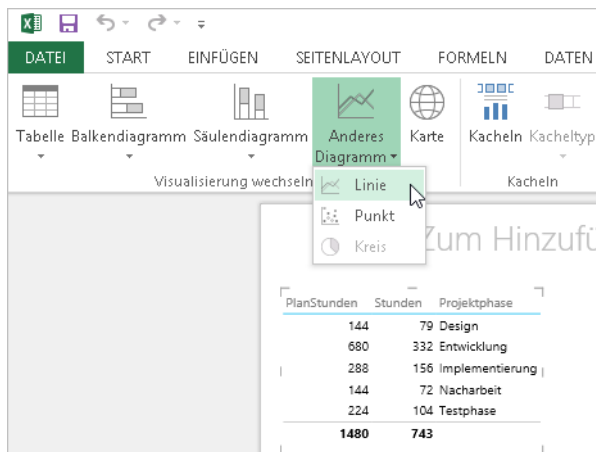 DATEI START EINFÜGEN SEITENLAYOUT FORMELN DATEN
Tabelle Balkendiagramm Säulendiagramm Anderes Diagramm Karte Kacheln Kacheltyp
Visualisierung wechseln Kacheln
Linie
Punkt
Kreis
Zum Hinzufü
PlanStunden Stunden Projektphase
144 79 Design
680 332 Entwicklung
288 156 Implementierung
144 72 Nacharbeit
224 104 Testphase
1480 743